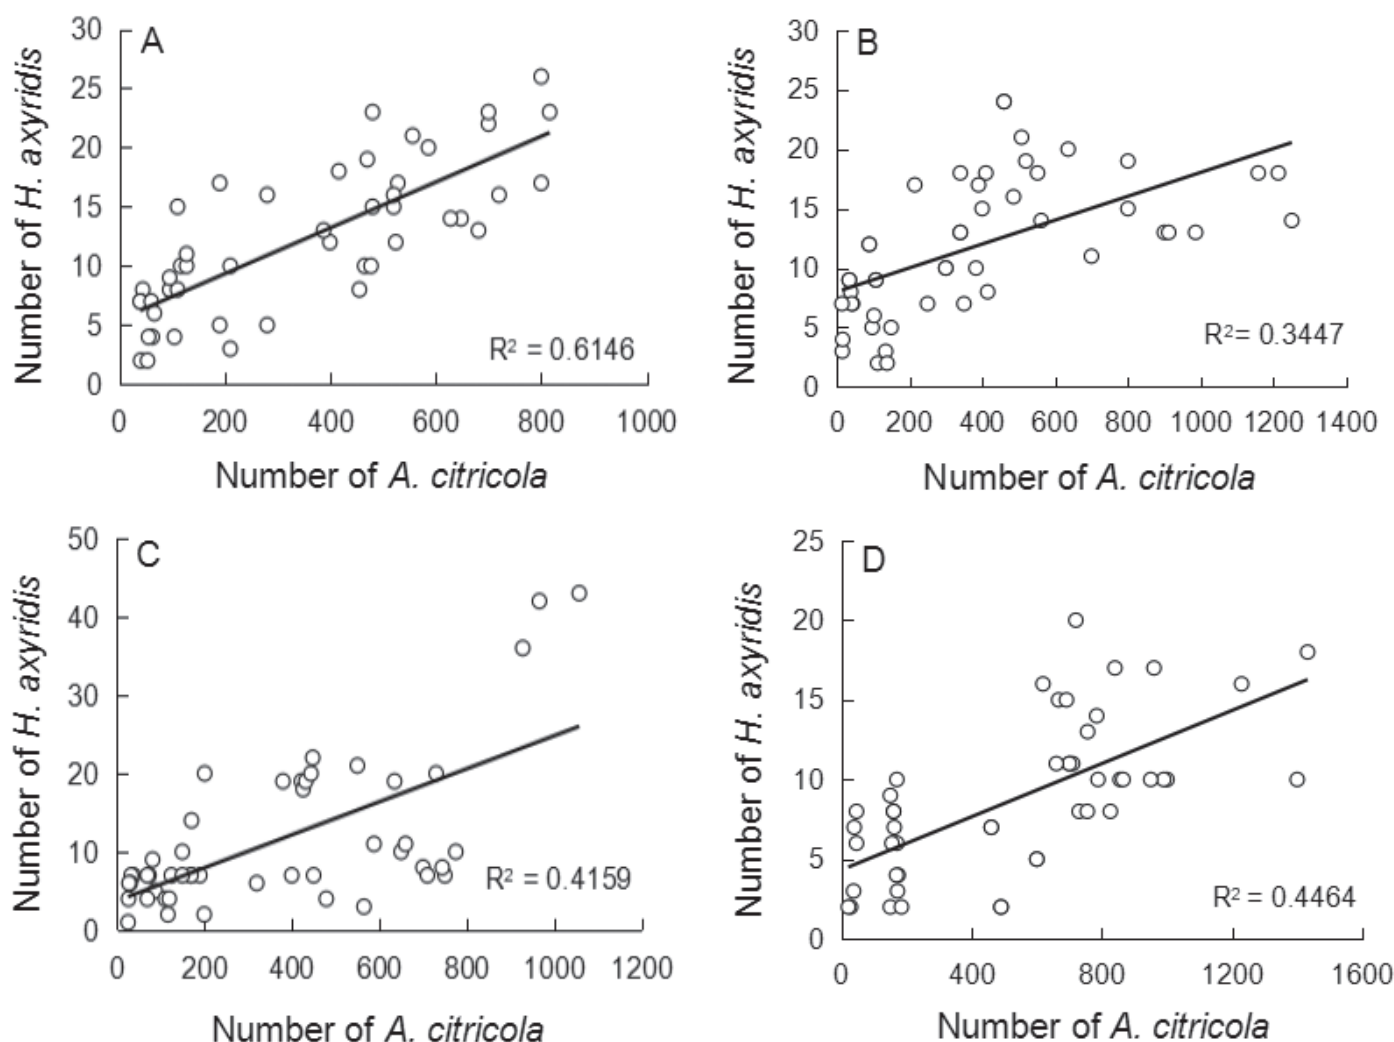 A
Number of H. axyridis
30
25
20
15
10
5
0
R² = 0.6146
0 200 400 600 800 1000
Number of A. citricola
B
Number of H. axyridis
30
25
20
15
10
5
0
R²= 0.3447
0 200 400 600 800 1000 1200 1400
Number of A. citricola
C
Number of H. axyridis
50
40
30
20
10
0
R² = 0.4159
0 200 400 600 800 1000 1200
Number of A. citricola
D
Number of H. axyridis
25
20
15
10
5
0
R² = 0.4464
0 400 800 1200 1600
Number of A. citricola